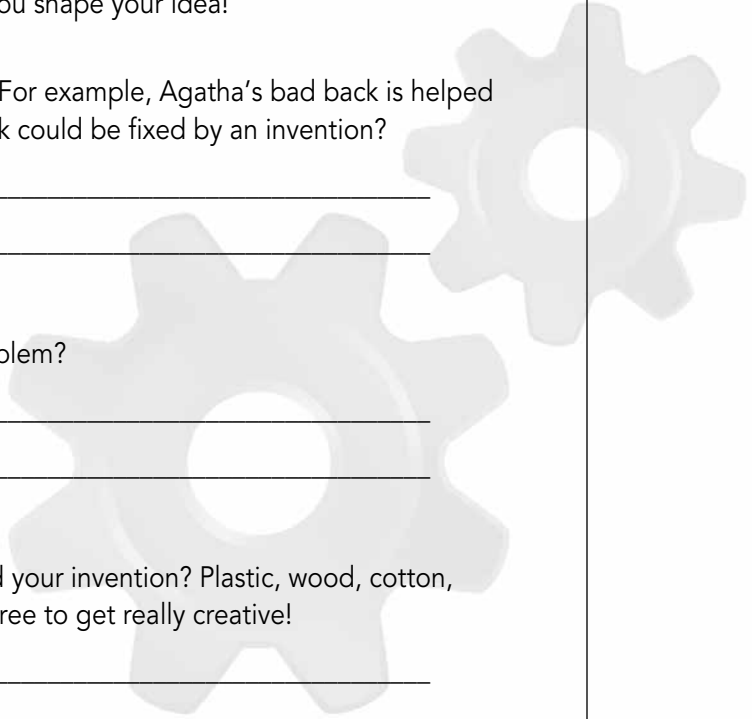 ou shape your idea!
For example, Agatha's bad back is helped
k could be fixed by an invention?
olem?
d your invention? Plastic, wood, cotton,
ree to get really creative!